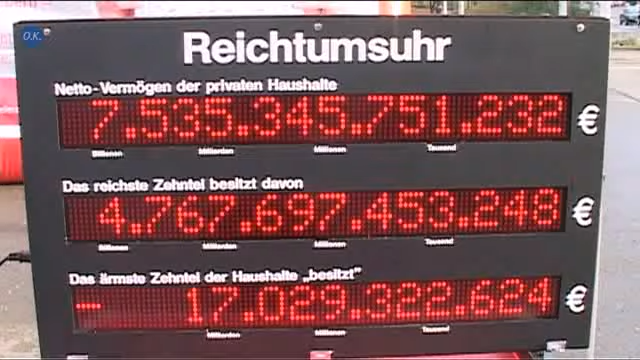 O.K.
Reichtumsuhr
Netto-Vermögen der privaten Haushalte
7.535.345.751.232 €
Billionen Milliarden Millionen Tausend
Das reichste Zehntel besitzt davon
4.767.697.453.248 €
Billionen Milliarden Millionen Tausend
Das ärmste Zehntel der Haushalte „besitzt”
- 17.029.322.624 €
Milliarden Millionen Tausend